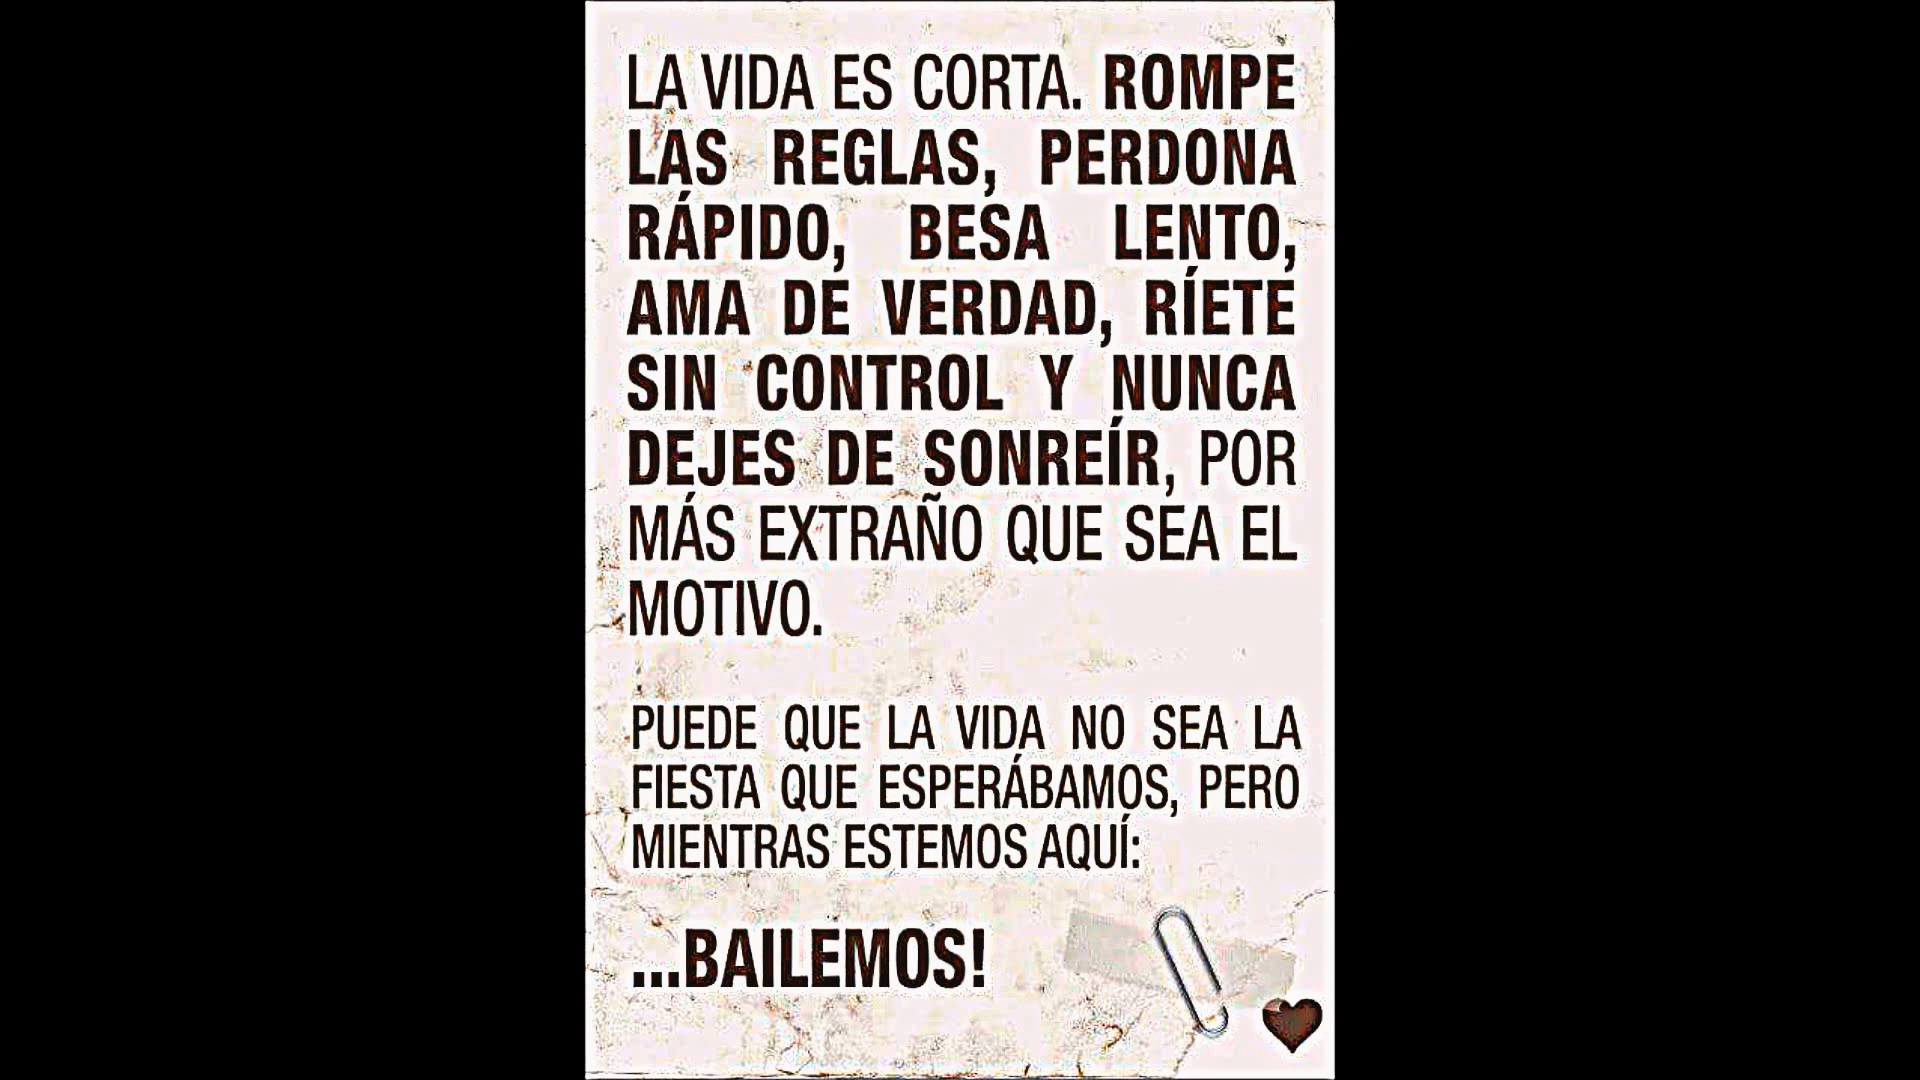 LA VIDA ES CORTA. ROMPE
LAS REGLAS, PERDONA
RÁPIDO, BESA LENTO,
AMA DE VERDAD, RÍETE
SIN CONTROL Y NUNCA
DEJES DE SONREÍR, POR
MÁS EXTRAÑO QUE SEA EL
MOTIVO.
PUEDE QUE LA VIDA NO SEA LA
FIESTA QUE ESPERÁBAMOS, PERO
MIENTRAS ESTEMOS AQUÍ:
...BAILEMOS!